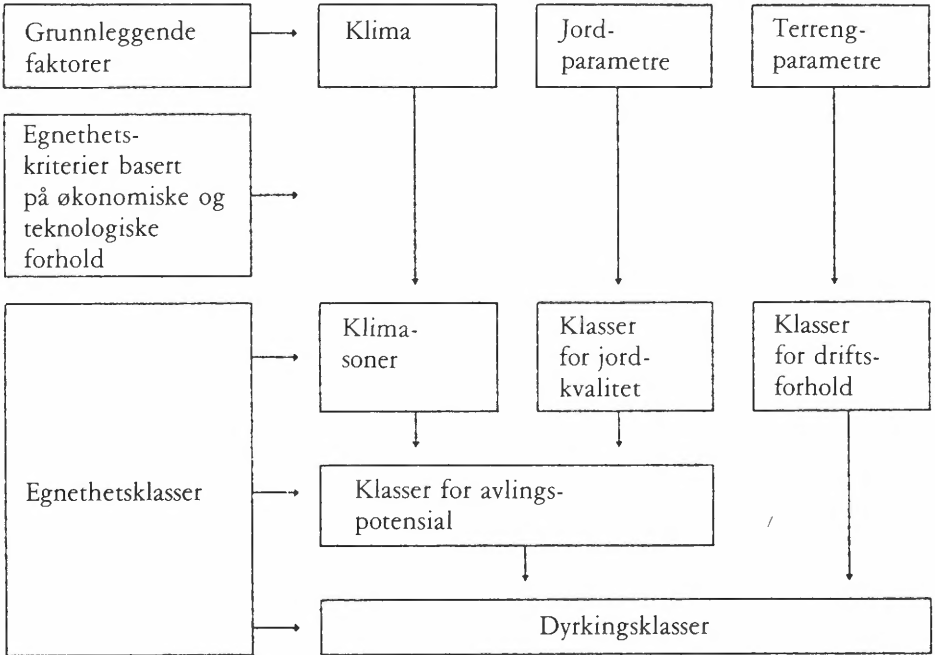 Grunnleggende
faktorer
Klima
Jord-
parametre
Terreng-
parametre
Egnethets-
kriterier basert
på økonomiske og
teknologiske
forhold
Egnethetsklasser
Klima-
soner
Klasser
for jord-
kvalitet
Klasser
for drifts-
forhold
Klasser for avlings-
potensial
Dyrkingsklasser